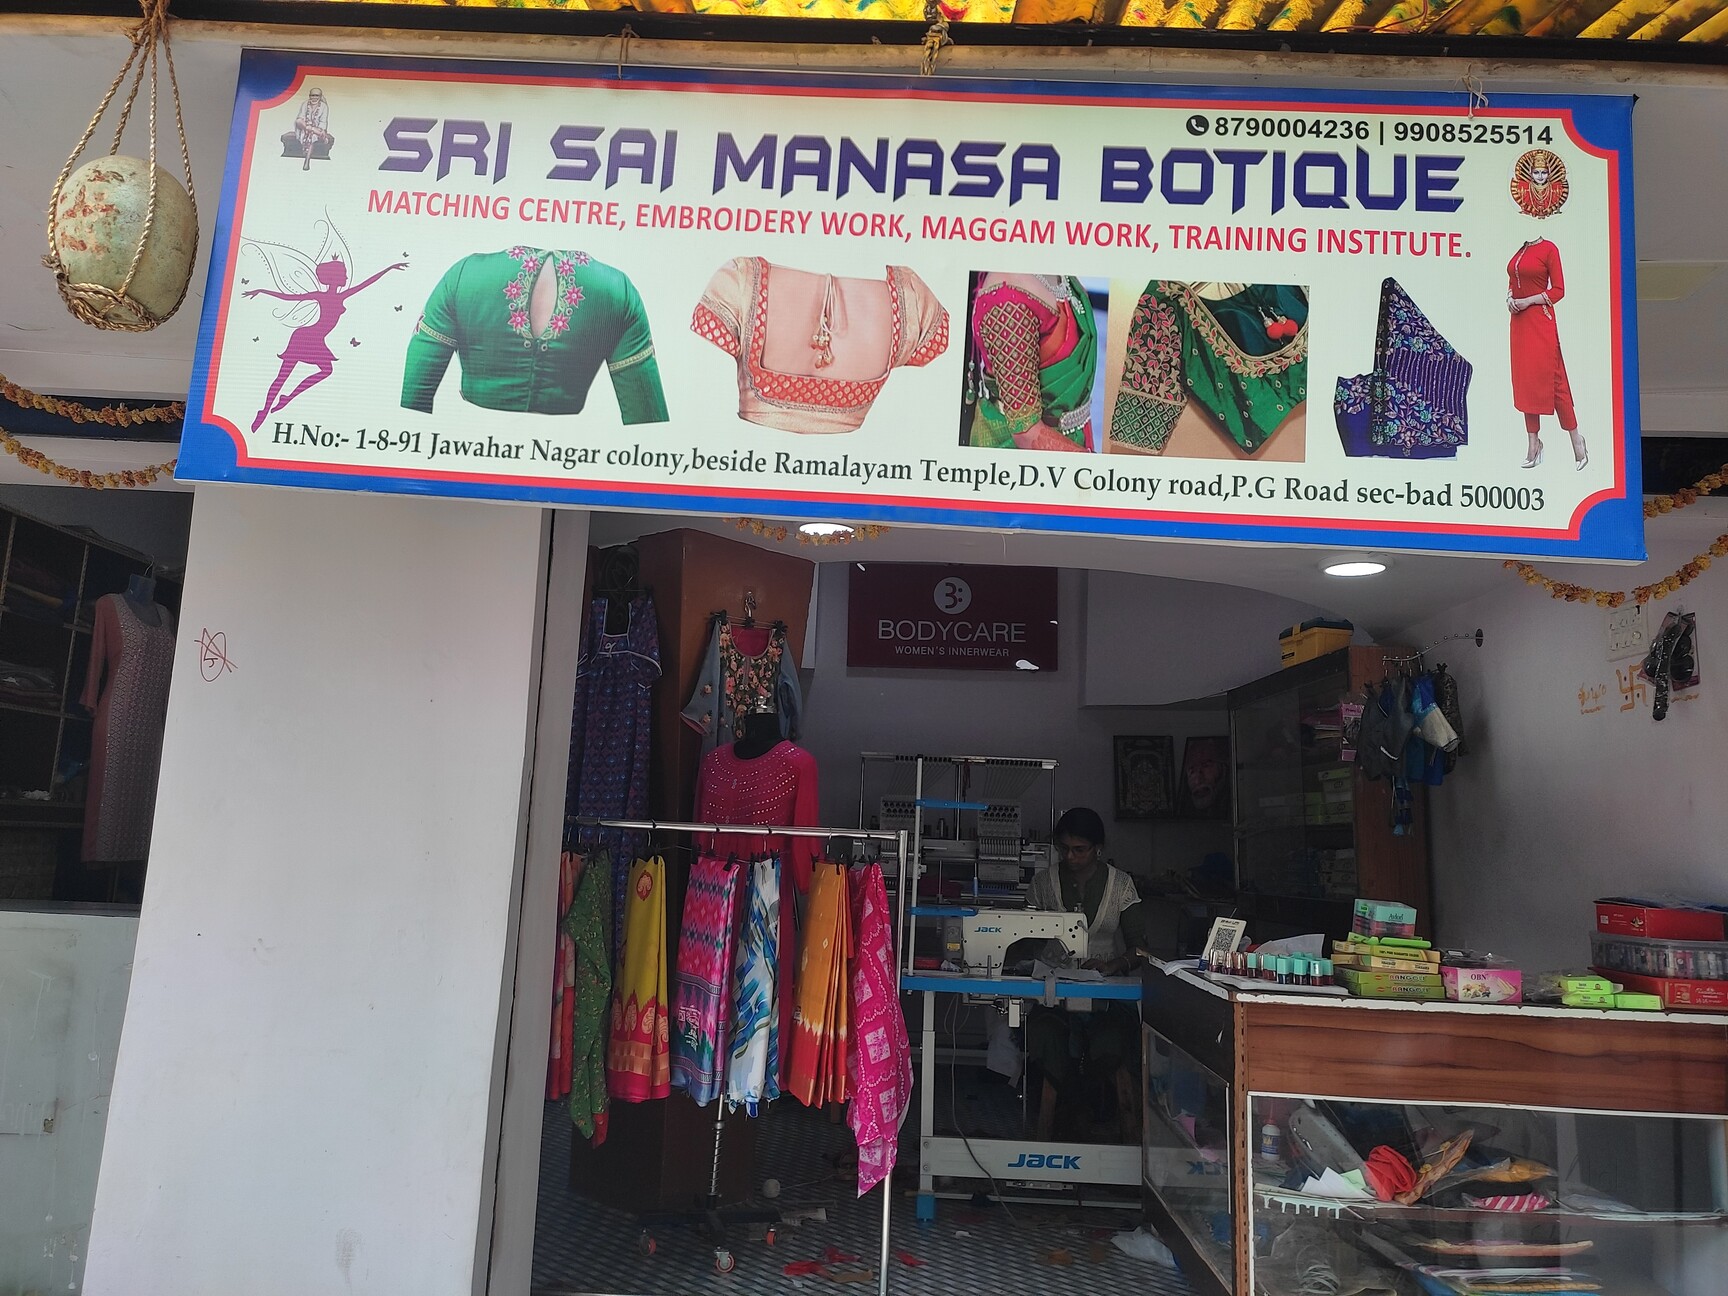 8790004236 | 9908525514
SRI SAI MANASA BOTIQUE
MATCHING CENTRE, EMBROIDERY WORK, MAGGAM WORK, TRAINING INSTITUTE.
H.No:- 1-8-91 Jawahar Nagar colony,beside Ramalayam Temple,D.V Colony road,P.G Road sec-bad 500003
B:
BODYCARE
WOMEN'S INNERWEAR
JACK
JACK
OBN